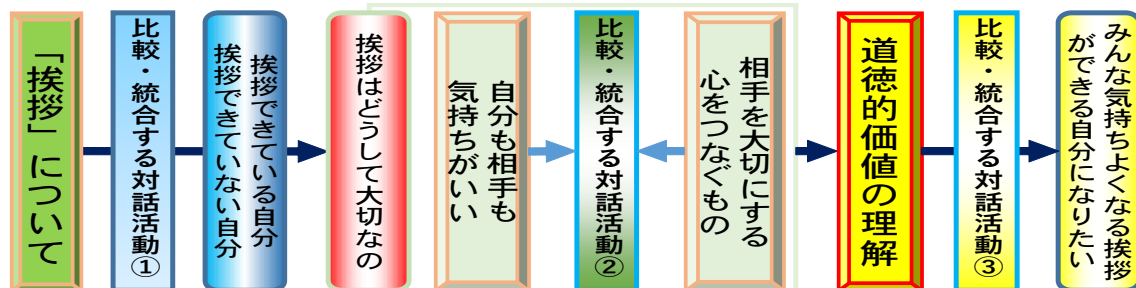 「挨拶」について
比較・統合する対話活動①
挨拶できている自分
挨拶できていない自分
挨拶はどうして大切なの
自分も相手も
気持ちがいい
比較・統合する対話活動②
相手を大切にする
心をつなぐもの
道徳的価値の理解
比較・統合する対話活動③
みんな気持ちよくなる挨拶
ができる自分になりたい